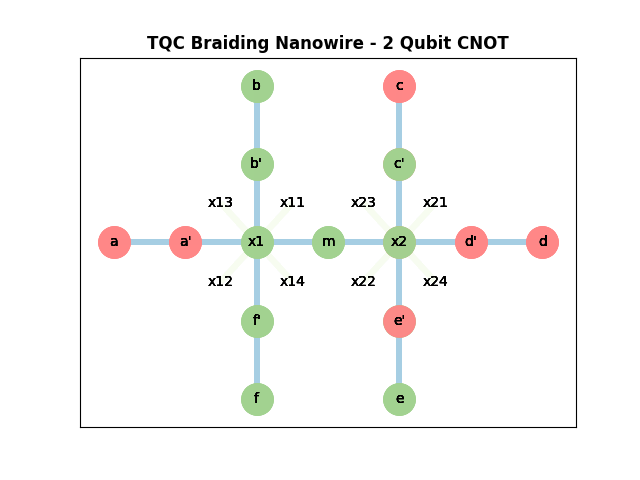 TQC Braiding Nanowire - 2 Qubit CNOT
b c
b' c'
x13 x11 x23 x21
a a' x1 m x2 d' d
x12 x14 x22 x24
f' e'
f e